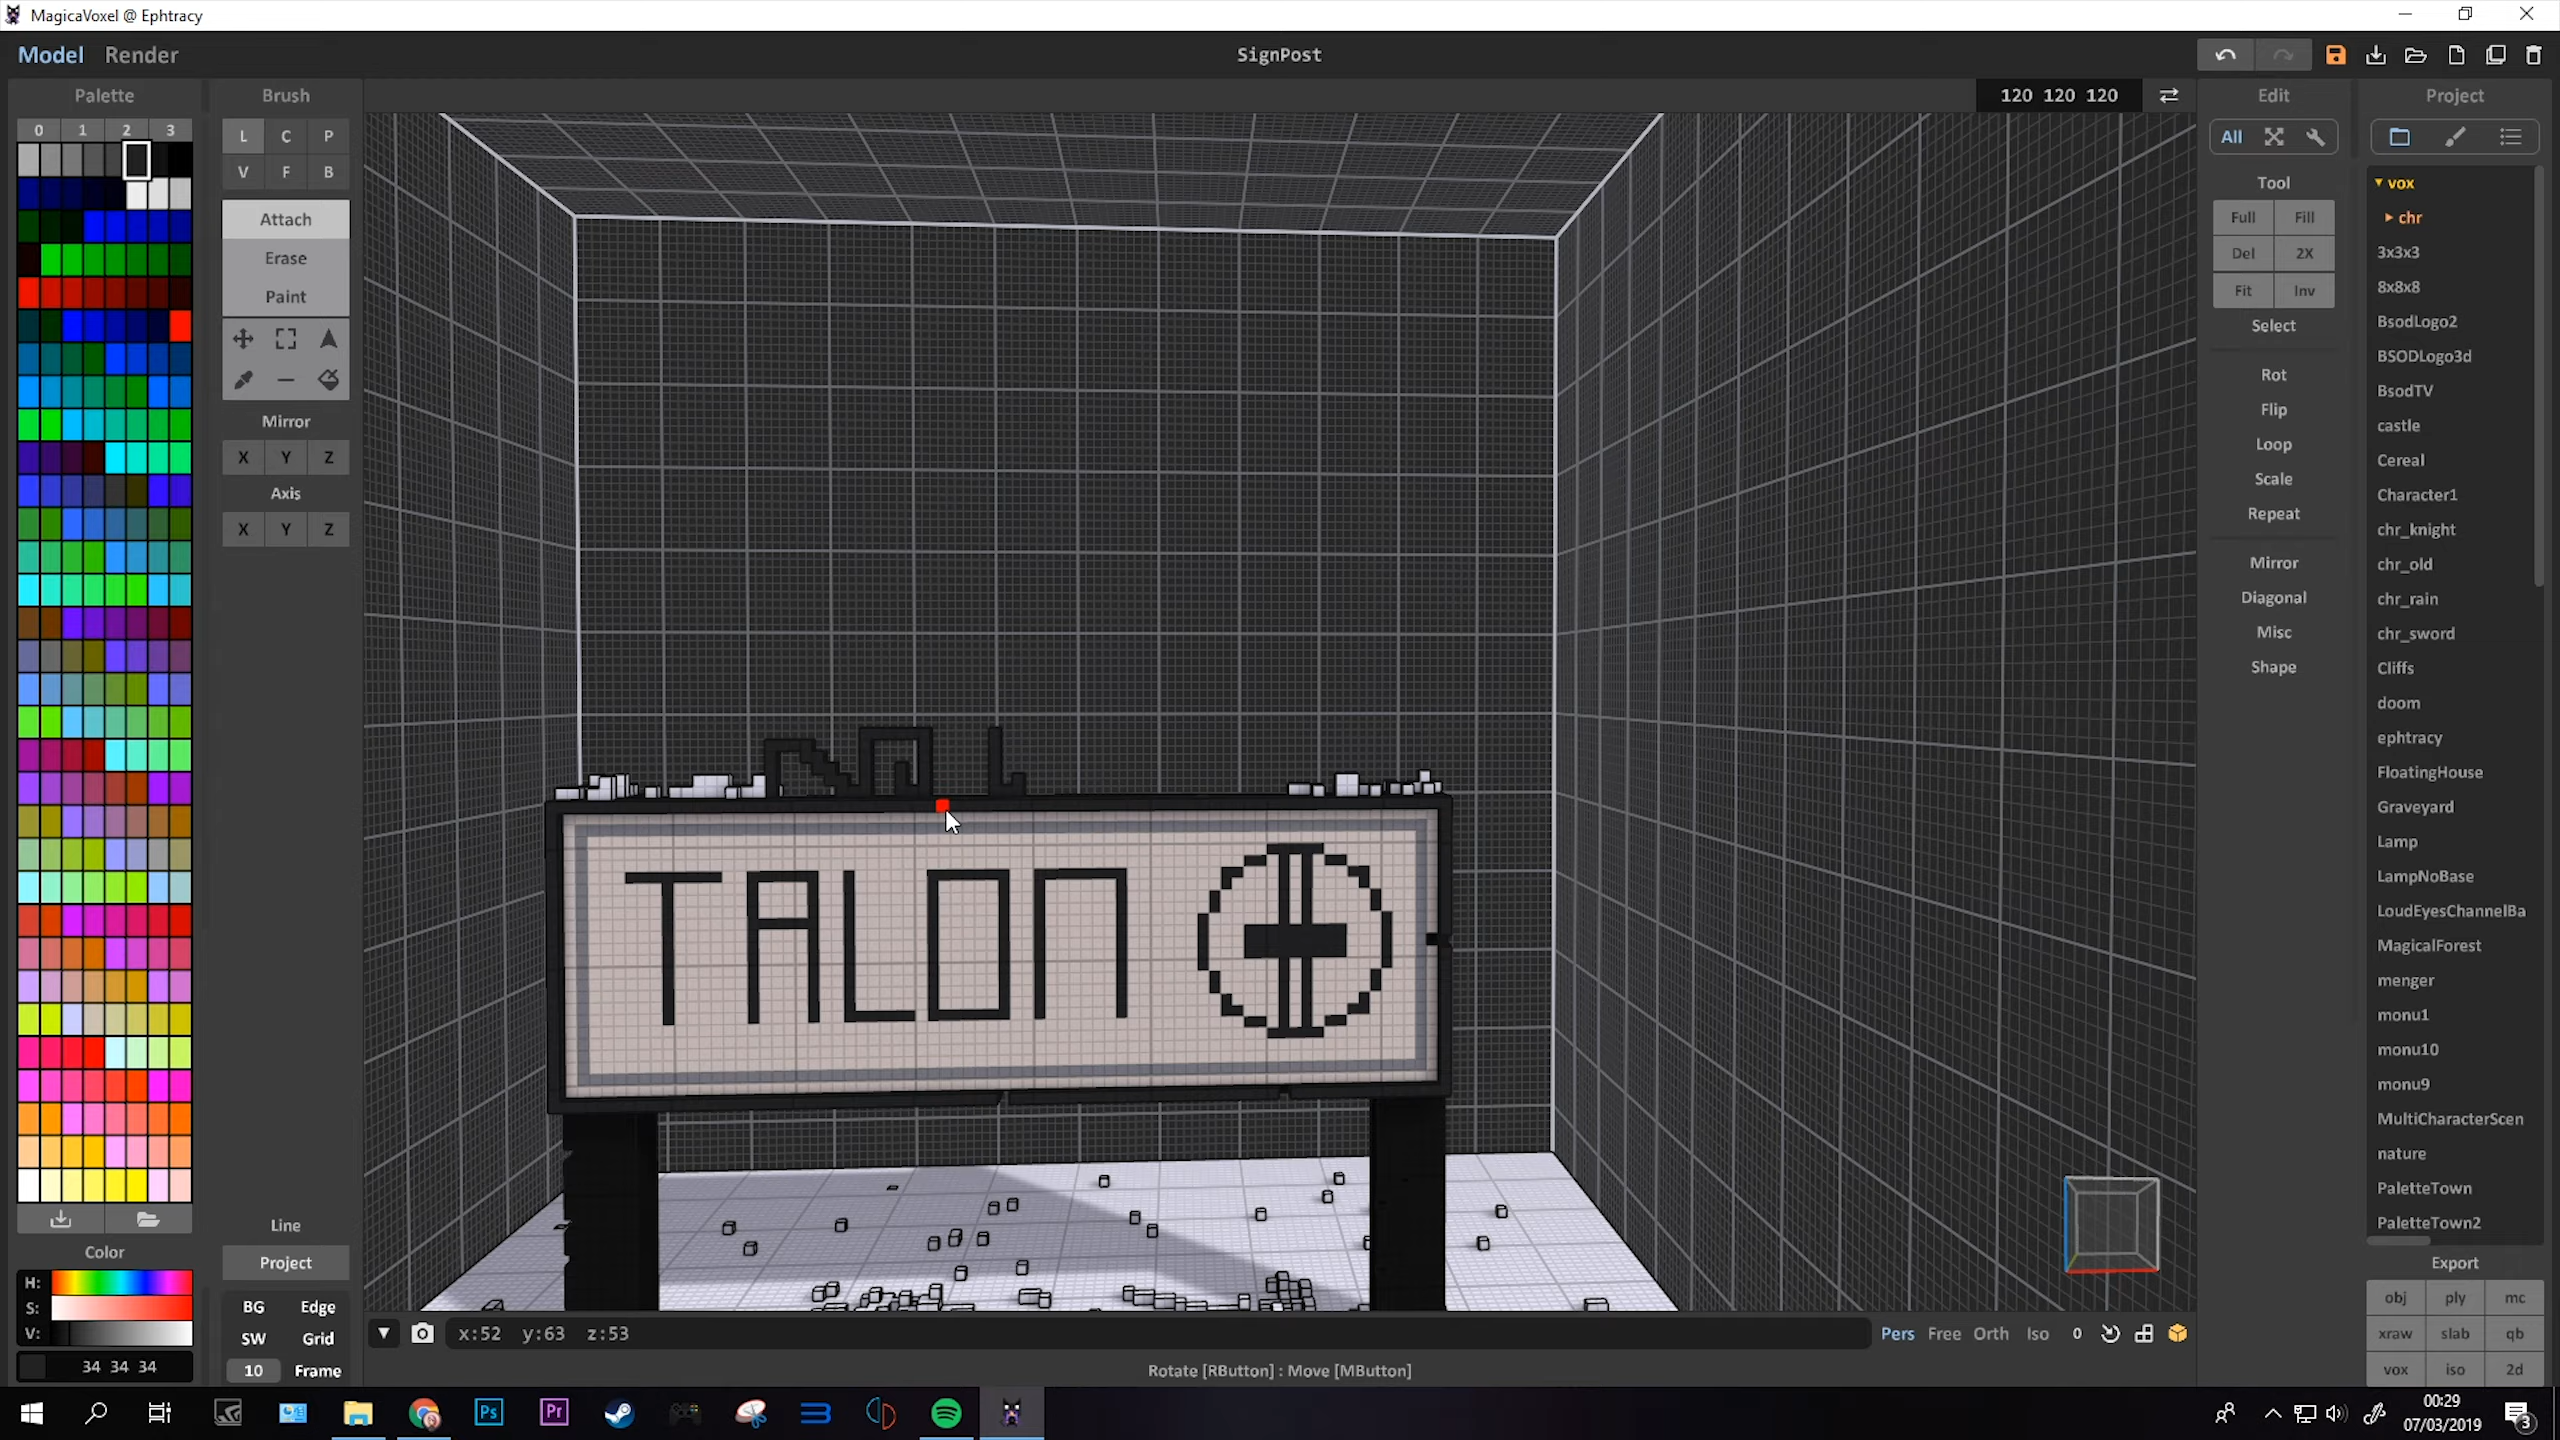 MagicaVoxel @ Ephtracy
Model Render
SignPost
120 120 120
Palette
Brush
Edit
Project
0 1 2 3
L C P
V F B
Attach
Erase
Paint
Mirror
X Y Z
Axis
X Y Z
All
Tool
Full Fill
Del 2X
Fit Inv
Select
Rot
Flip
Loop
Scale
Repeat
Mirror
Diagonal
Misc
Shape
vox
chr
3x3x3
8x8x8
BsodLogo2
BSODLogo3d
BsodTV
castle
Cereal
Character1
chr_knight
chr_old
chr_rain
chr_sword
Cliffs
doom
ephtracy
FloatingHouse
Graveyard
Lamp
LampNoBase
LoudEyesChannelBa
MagicalForest
menger
monu1
monu10
monu9
MultiCharacterScen
nature
PaletteTown
PaletteTown2
TALON
Color
H:
S:
V:
34 34 34
Line
Project
BG Edge
SW Grid
10 Frame
x:52 y:63 z:53
Pers Free Orth Iso 0
Rotate [RButton] : Move [MButton]
Export
obj ply mc
xraw slab qb
vox iso 2d
Ps
Pr
00:29
07/03/2019
3